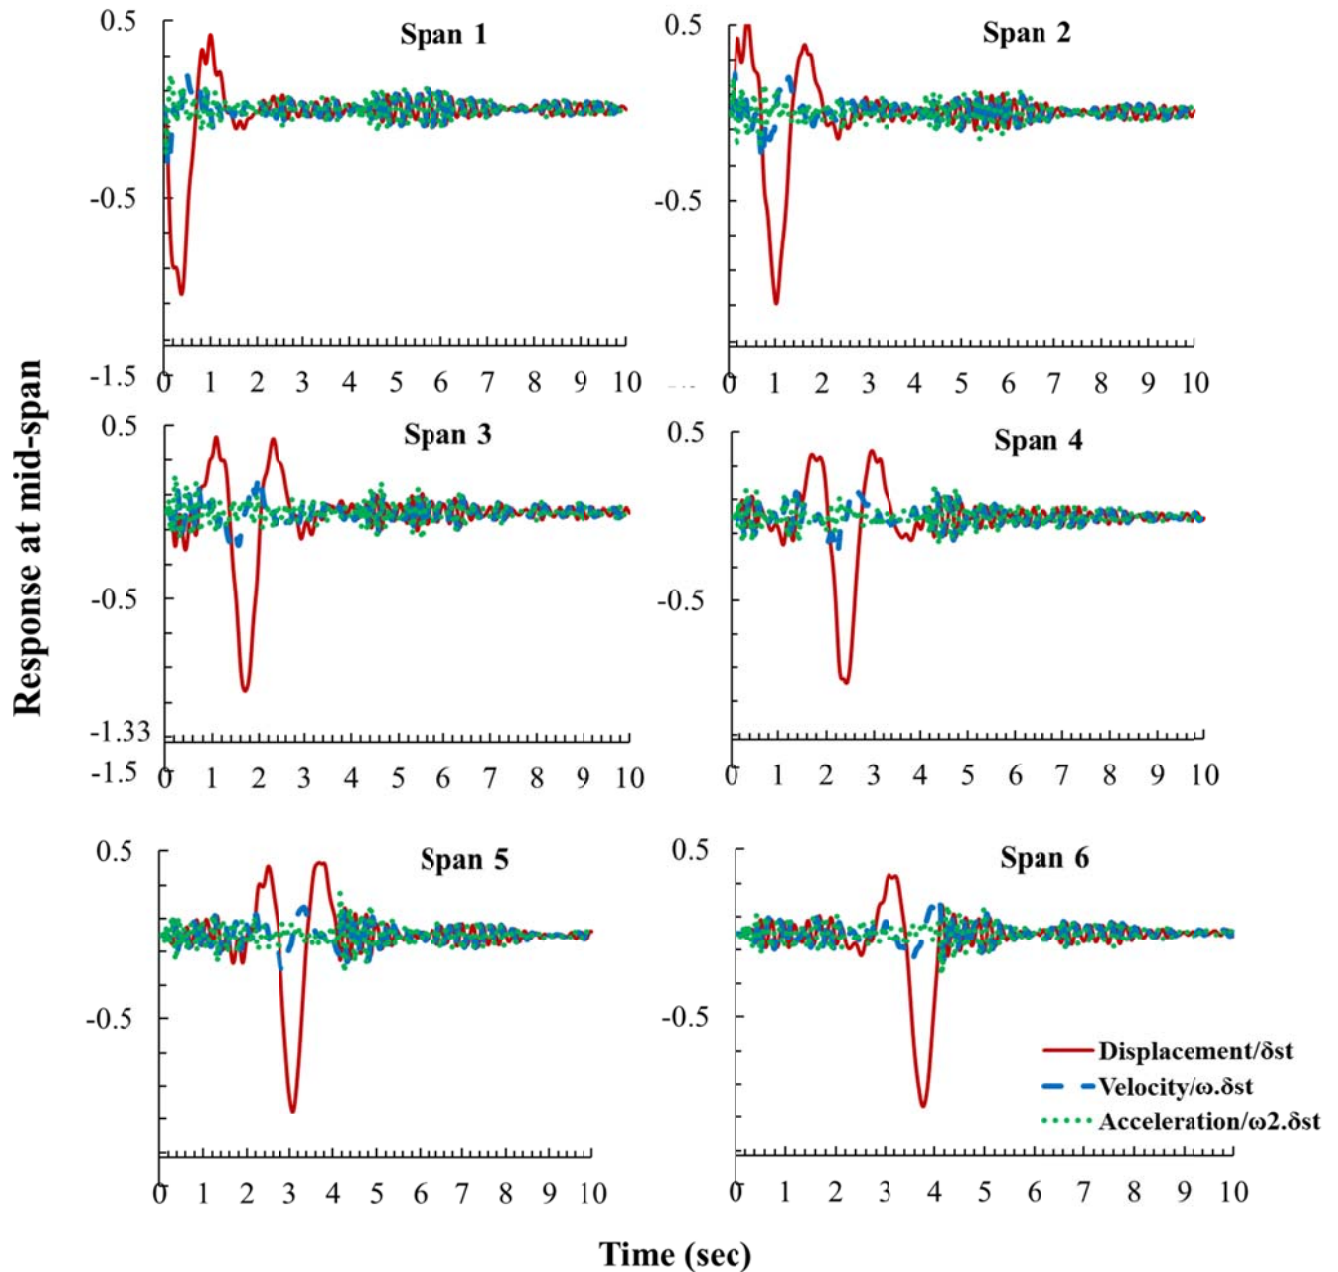 Response at mid-span
0.5
Span 1
-0.5
-1.5
0 1 2 3 4 5 6 7 8 9 10
0.5
Span 2
-0.5
0 1 2 3 4 5 6 7 8 9 10
0.5
Span 3
-0.5
-1.33
-1.5
0 1 2 3 4 5 6 7 8 9 10
0.5
Span 4
-0.5
0 1 2 3 4 5 6 7 8 9 10
0.5
Span 5
-0.5
0 1 2 3 4 5 6 7 8 9 10
0.5
Span 6
-0.5
Displacement/δst
Velocity/ω.δst
Acceleration/ω2.δst
0 1 2 3 4 5 6 7 8 9 10
Time (sec)